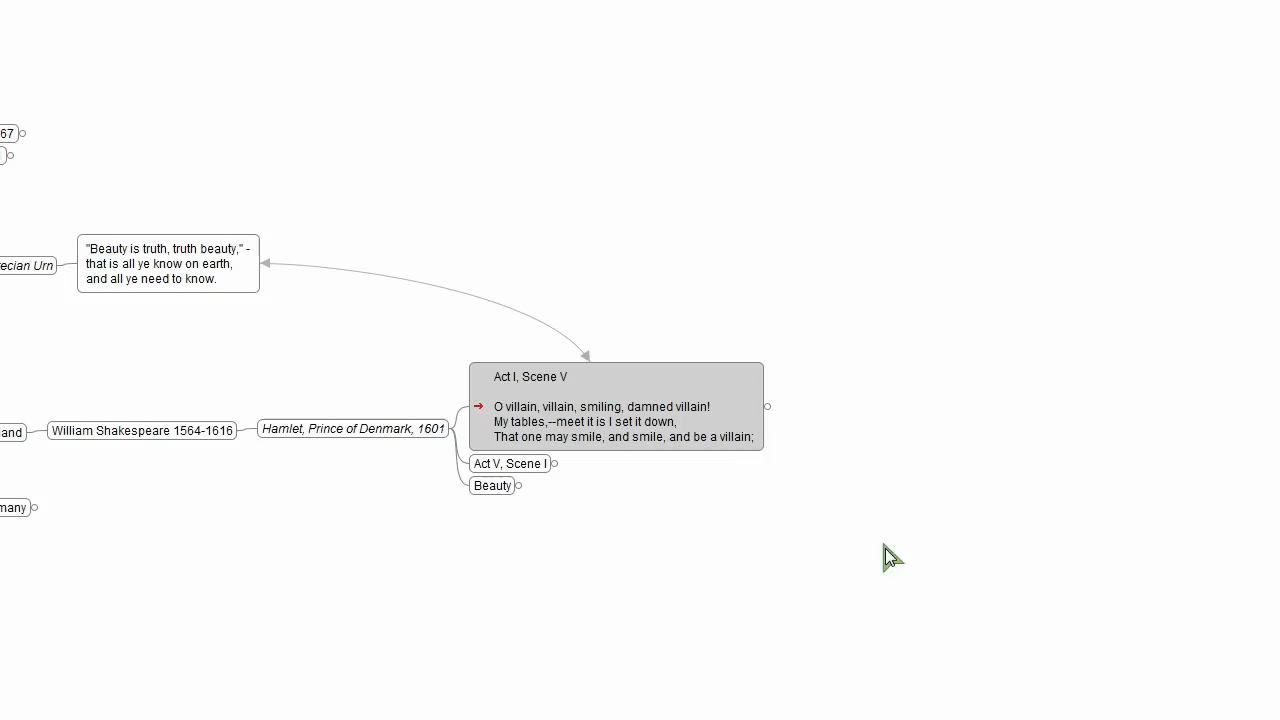 67
"Beauty is truth, truth beauty," -
that is all ye know on earth,
and all ye need to know.
recian Urn
Act I, Scene V
O villain, villain, smiling, damned villain!
My tables,--meet it is I set it down,
That one may smile, and smile, and be a villain;
land
William Shakespeare 1564-1616
Hamlet, Prince of Denmark, 1601
Act V, Scene I
Beauty
many